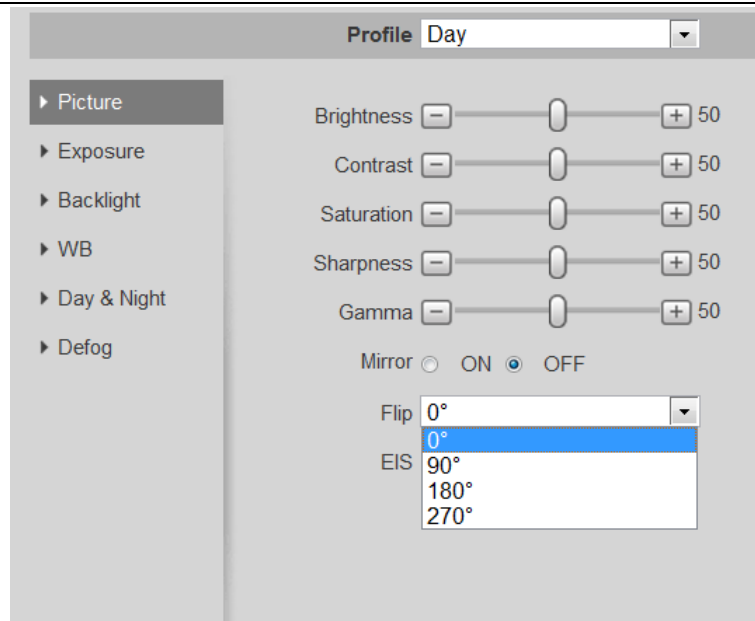 Profile Day
Picture
Exposure
Backlight
WB
Day & Night
Defog
Brightness 50
Contrast 50
Saturation 50
Sharpness 50
Gamma 50
Mirror ON OFF
Flip 0°
0°
EIS 90°
180°
270°